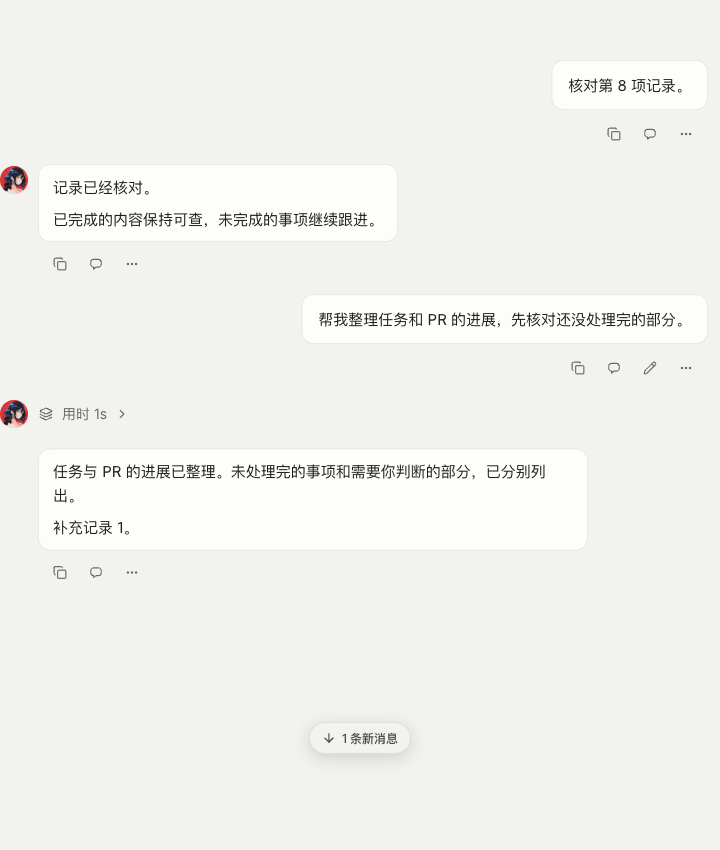 核对第 8 项记录。
记录已经核对。
已完成的内容保持可查，未完成的事项继续跟进。
帮我整理任务和 PR 的进展，先核对还没处理完的部分。
用时 1s
任务与 PR 的进展已整理。未处理完的事项和需要你判断的部分，已分别列
出。
补充记录 1。
1 条新消息